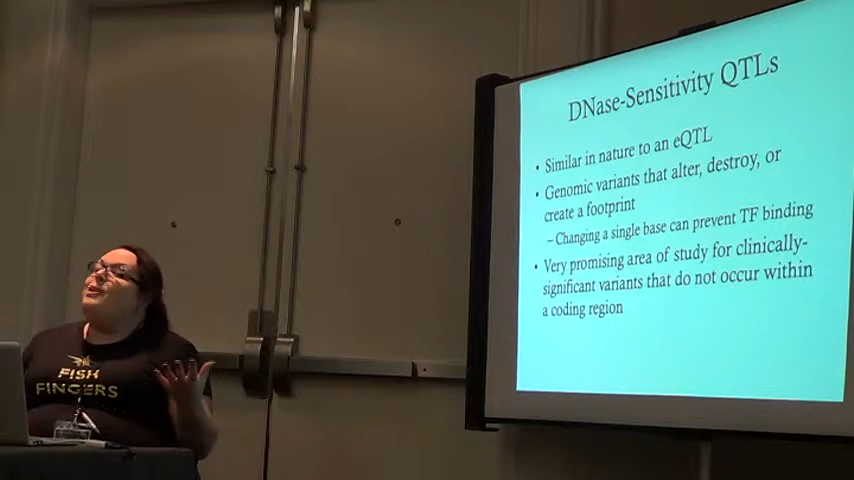 DNase-Sensitivity QTLs
• Similar in nature to an eQTL
• Genomic variants that alter, destroy, or
create a footprint
– Changing a single base can prevent TF binding
• Very promising area of study for clinically-
significant variants that do not occur within
a coding region
FISH
FINGERS